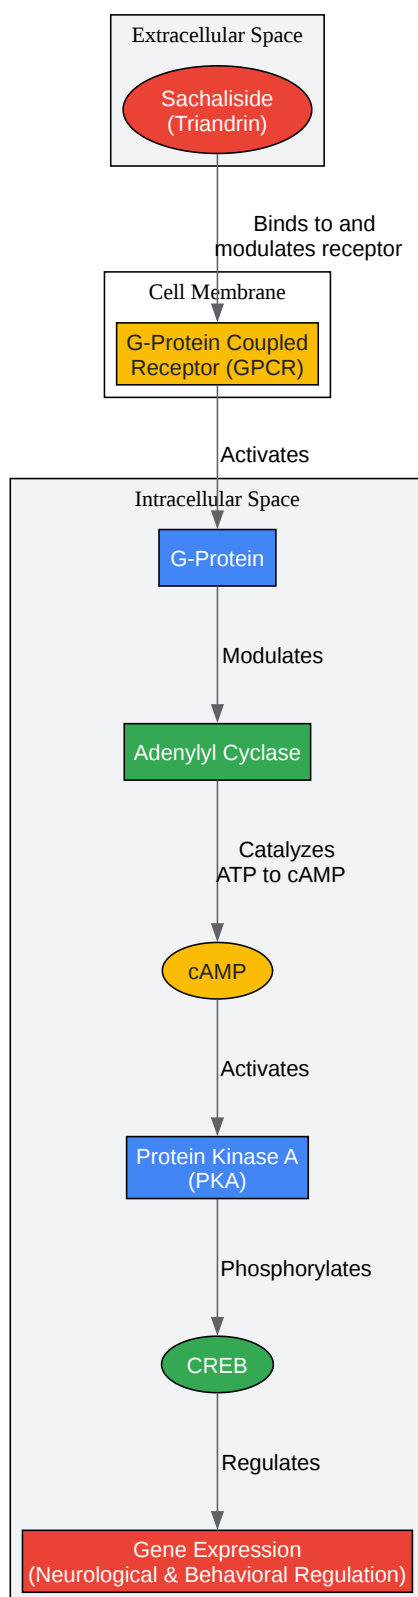 Extracellular Space
Sachaliside
(Triandrin)
Binds to and
modulates receptor
Cell Membrane
G-Protein Coupled
Receptor (GPCR)
Activates
Intracellular Space
G-Protein
Modulates
Adenylyl Cyclase
Catalyzes
ATP to cAMP
cAMP
Activates
Protein Kinase A
(PKA)
Phosphorylates
CREB
Regulates
Gene Expression
(Neurological & Behavioral Regulation)